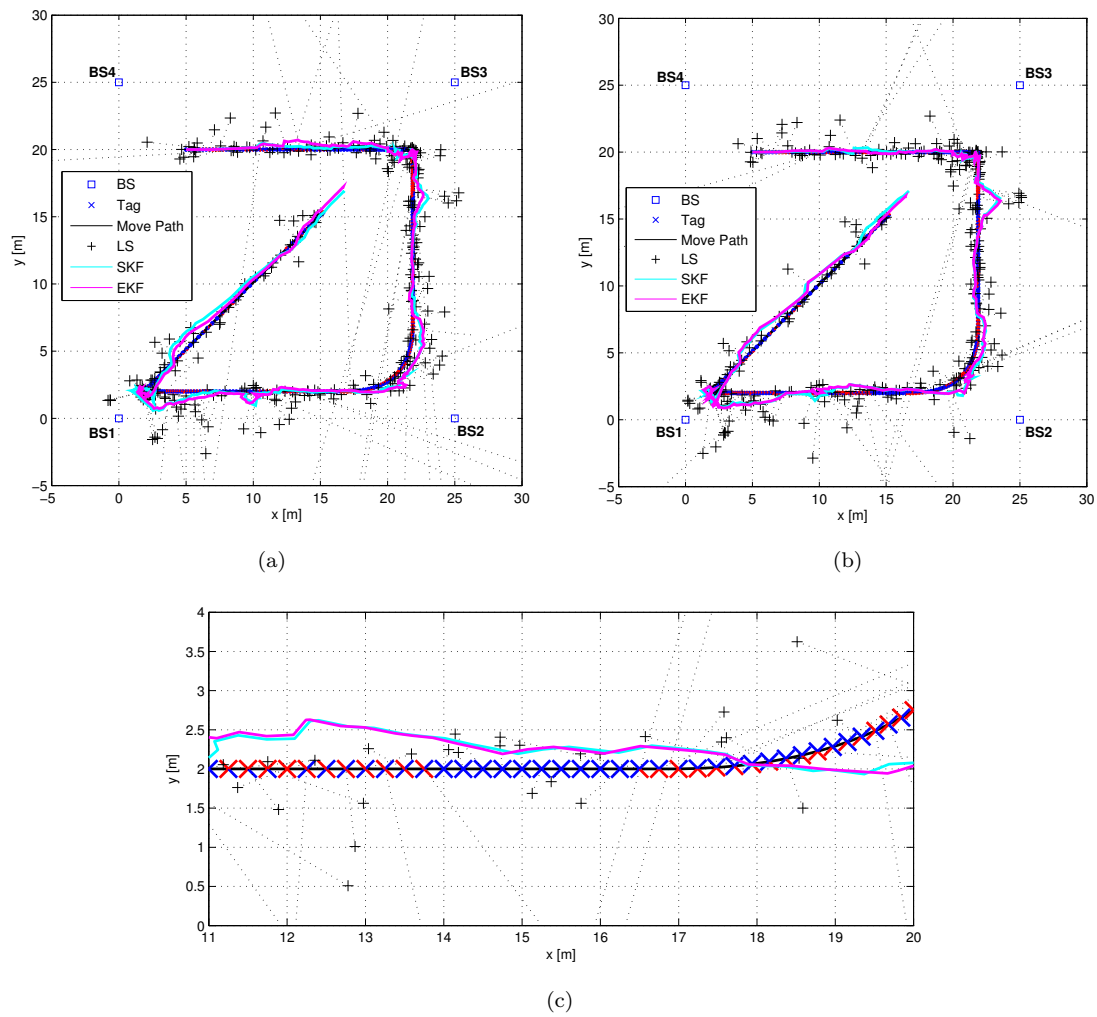 30
25
20
15
10
5
0
−5
−5 0 5 10 15 20 25 30
x [m]
y [m]
BS4
BS3
BS1
BS2
BS
Tag
Move Path
LS
SKF
EKF
(a)
30
25
20
15
10
5
0
−5
−5 0 5 10 15 20 25 30
x [m]
y [m]
BS4
BS3
BS1
BS2
BS
Tag
Move Path
LS
SKF
EKF
(b)
4
3.5
3
2.5
2
1.5
1
0.5
0
11 12 13 14 15 16 17 18 19 20
x [m]
y [m]
(c)